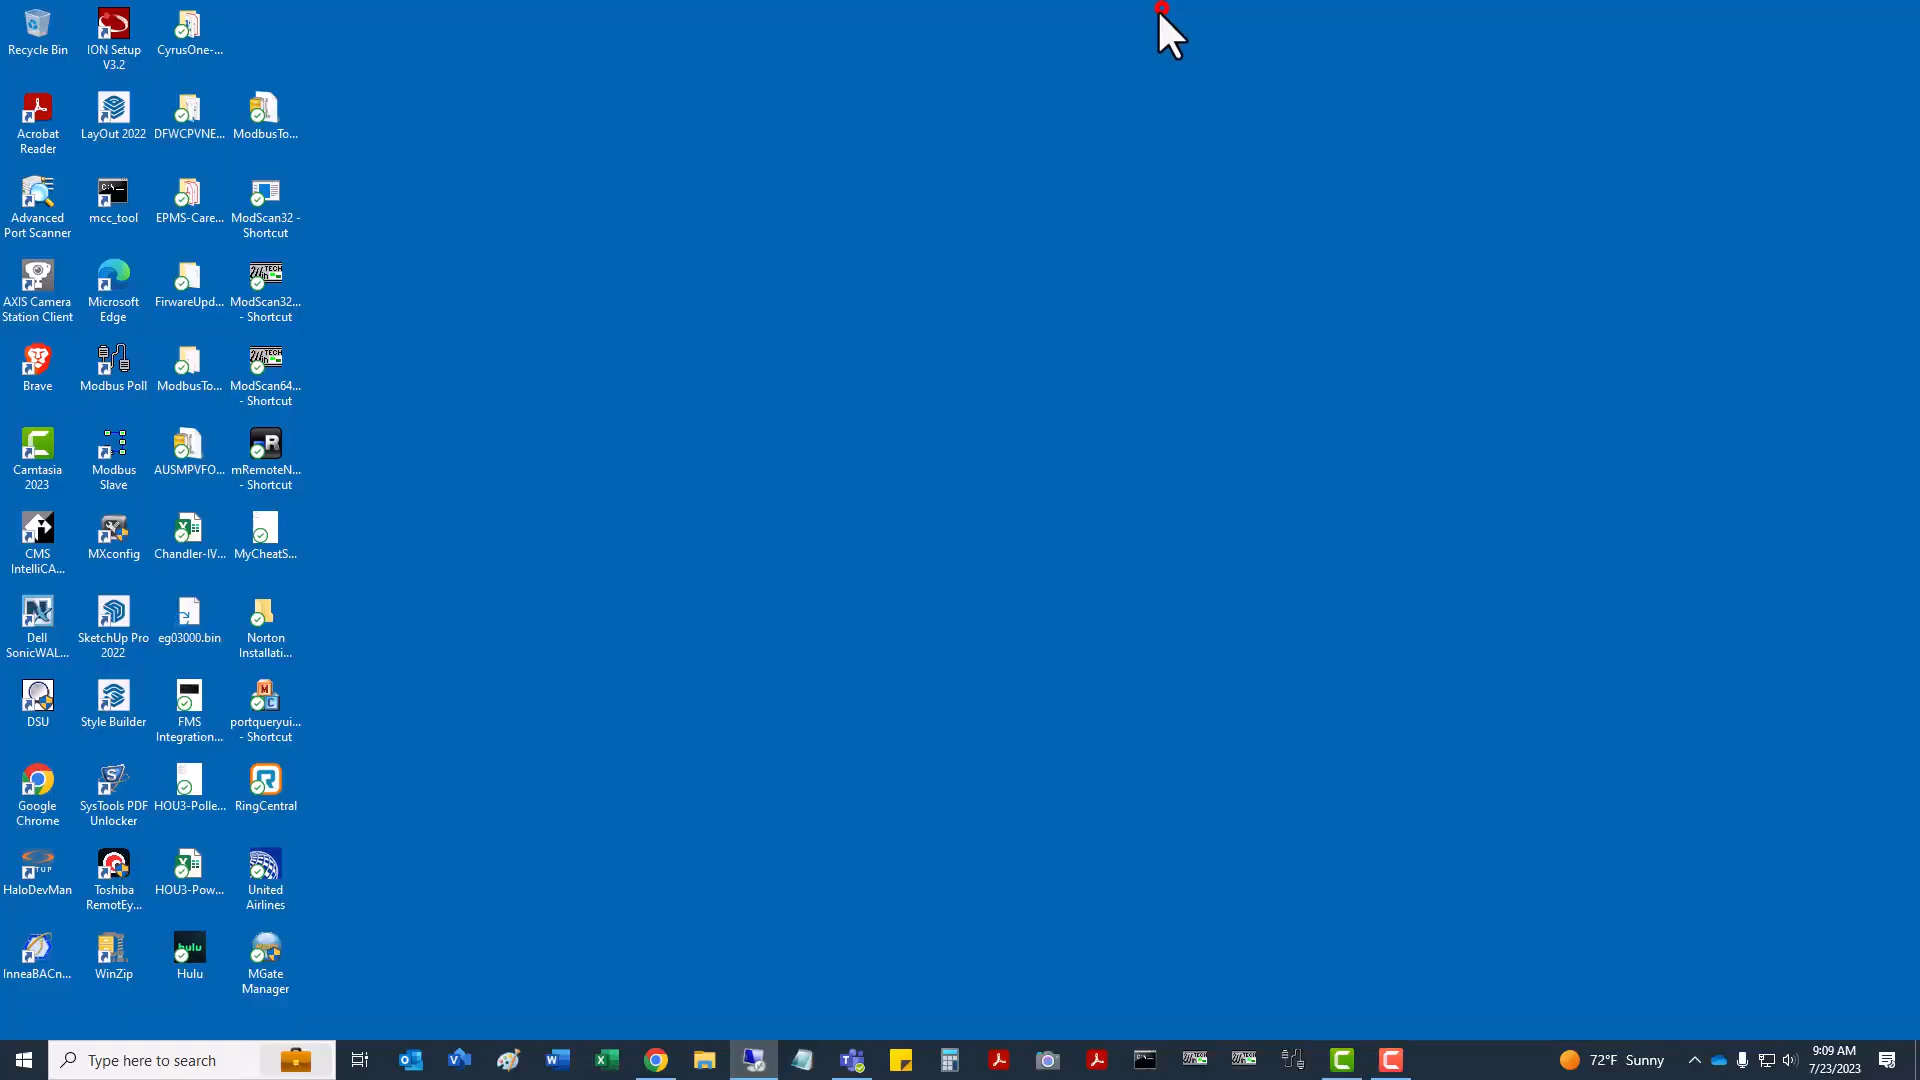 Recycle Bin
ION Setup
V3.2
CyrusOne-...
Acrobat
Reader
LayOut 2022
DFWCPVNE...
ModbusTo...
Advanced
Port Scanner
mcc_tool
EPMS-Care...
ModScan32 -
Shortcut
AXIS Camera
Station Client
Microsoft
Edge
FirwareUpd...
ModScan32...
- Shortcut
Brave
Modbus Poll
ModbusTo...
ModScan64...
- Shortcut
Camtasia
2023
Modbus
Slave
AUSMPVFO...
mRemoteN...
- Shortcut
CMS
IntelliCA...
MXconfig
Chandler-IV...
MyCheatS...
Dell
SonicWAL...
SketchUp Pro
2022
eg03000.bin
Norton
Installati...
DSU
Style Builder
FMS
Integration...
portqueryui...
- Shortcut
Google
Chrome
SysTools PDF
Unlocker
HOU3-Polle...
RingCentral
HaloDevMan
Toshiba
RemotEy...
HOU3-Pow...
United
Airlines
InneaBACn...
WinZip
hulu
Hulu
MGate
Manager
Type here to search
72°F Sunny
9:09 AM
7/23/2023